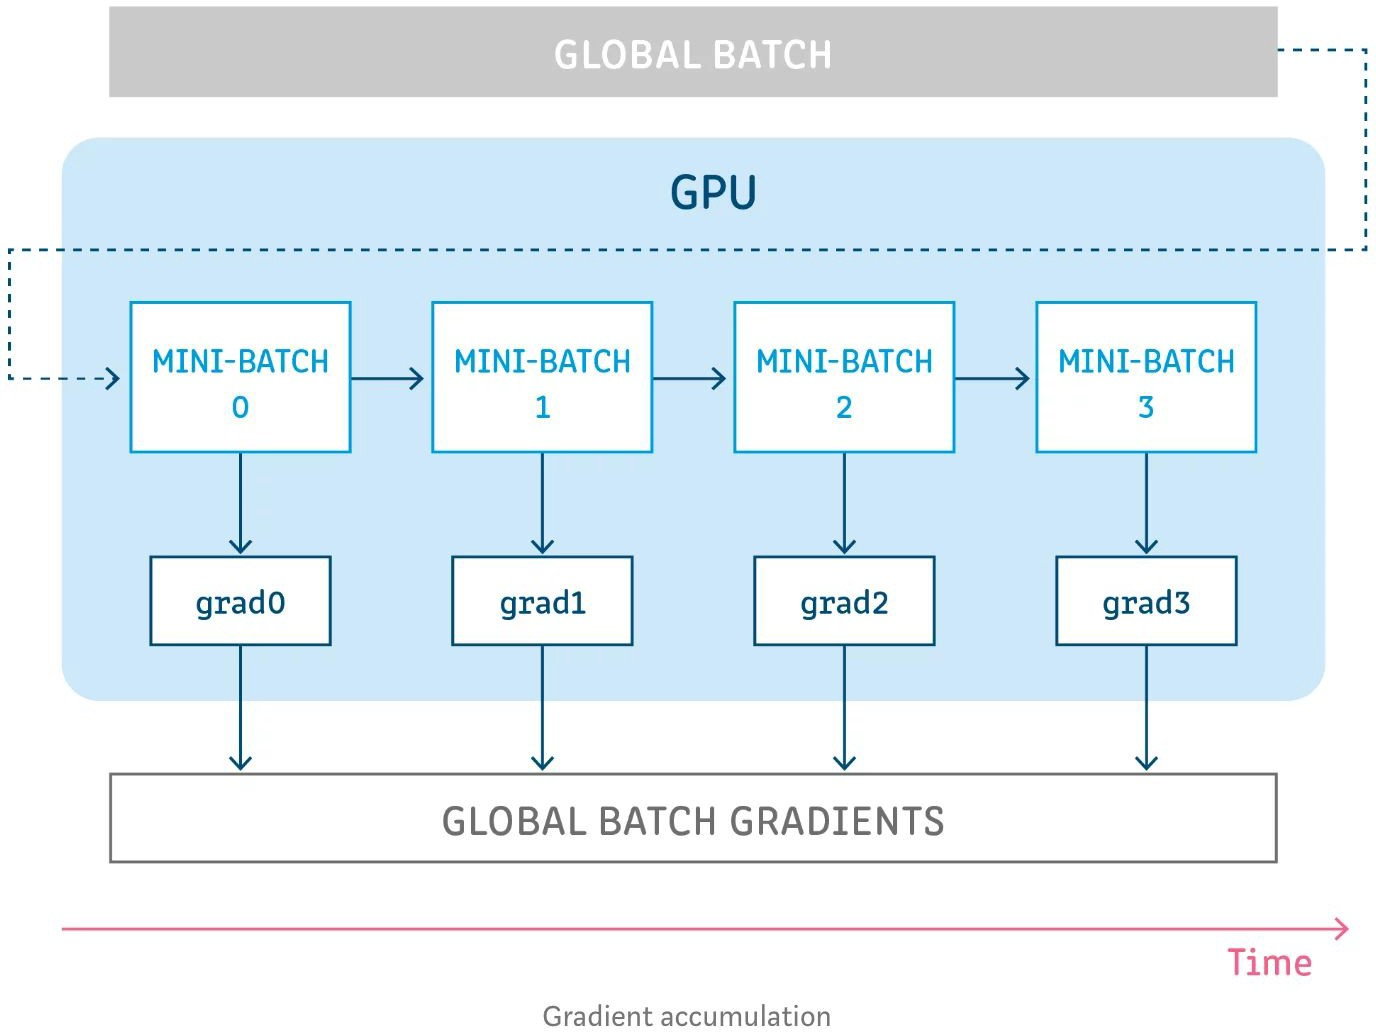 GLOBAL BATCH
GPU
MINI-BATCH
0
MINI-BATCH
1
MINI-BATCH
2
MINI-BATCH
3
grad0
grad1
grad2
grad3
GLOBAL BATCH GRADIENTS
Time
Gradient accumulation